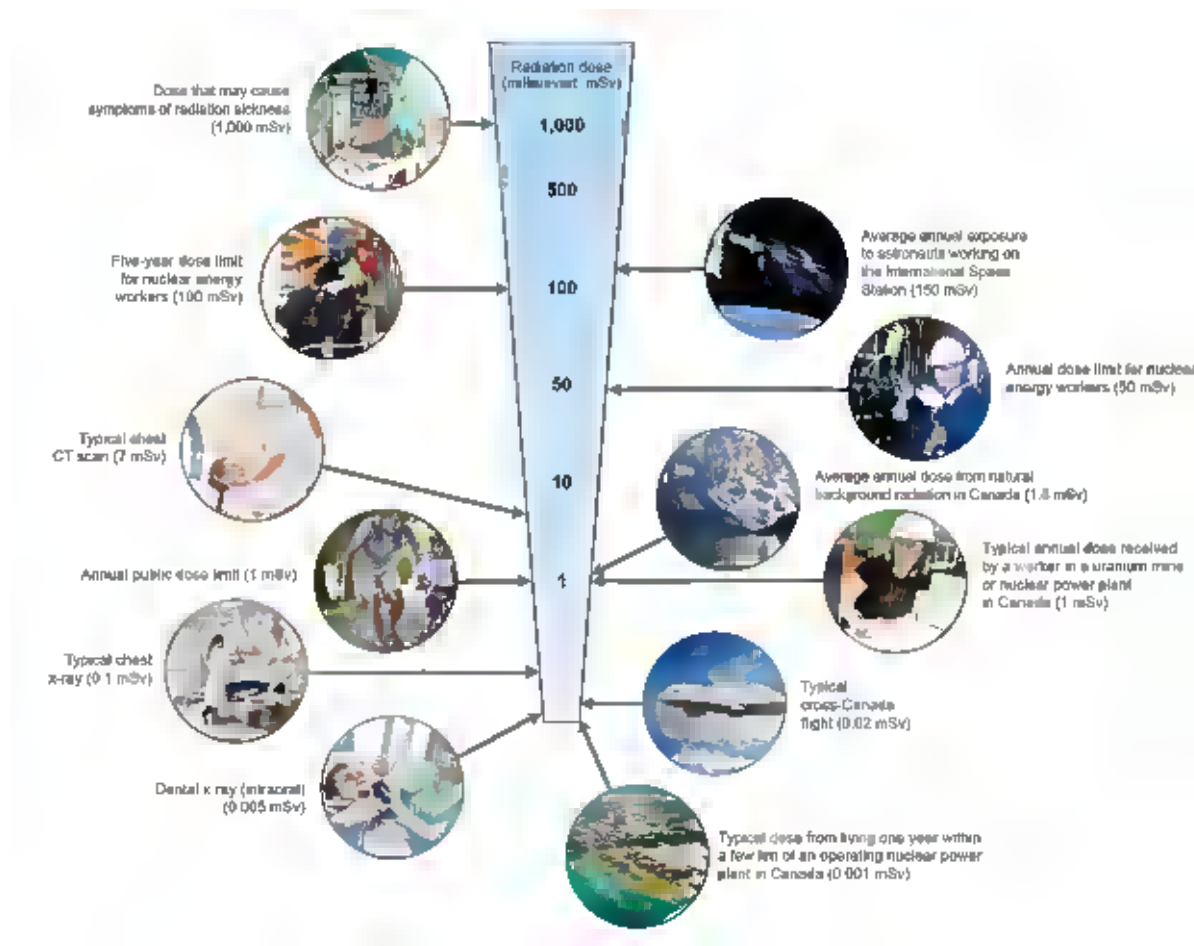 Radiation dose
(millisievert mSv)
1,000
500
100
50
10
1
Dose that may cause
symptoms of radiation sickness
(1,000 mSv)
Five-year dose limit
for nuclear energy
workers (100 mSv)
Typical chest
CT scan (7 mSv)
Annual public dose limit (1 mSv)
Typical chest
x-ray (0.1 mSv)
Dental x ray (intraoral)
(0.005 mSv)
Average annual exposure
to astronauts working on
the International Space
Station (150 mSv)
Annual dose limit for nuclear
energy workers (50 mSv)
Average annual dose from natural
background radiation in Canada (1.8 mSv)
Typical annual dose received
by a worker in a uranium mine
or nuclear power plant
in Canada (1 mSv)
Typical
cross-Canada
flight (0.02 mSv)
Typical dose from living one year within
a few km of an operating nuclear power
plant in Canada (0.001 mSv)